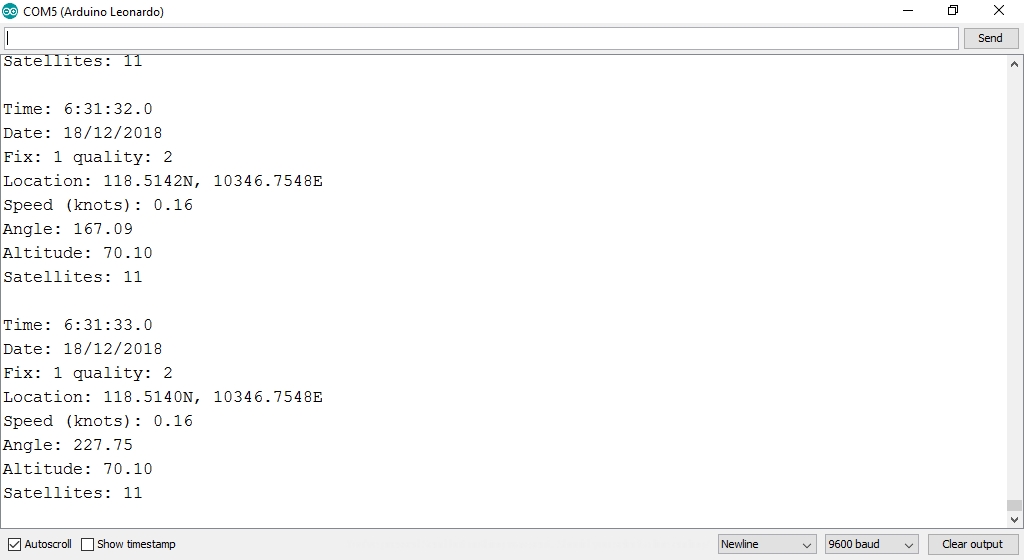 COM5 (Arduino Leonardo)
Send
Satellites: 11
Time: 6:31:32.0
Date: 18/12/2018
Fix: 1 quality: 2
Location: 118.5142N, 10346.7548E
Speed (knots): 0.16
Angle: 167.09
Altitude: 70.10
Satellites: 11
Time: 6:31:33.0
Date: 18/12/2018
Fix: 1 quality: 2
Location: 118.5140N, 10346.7548E
Speed (knots): 0.16
Angle: 227.75
Altitude: 70.10
Satellites: 11
Autoscroll Show timestamp Newline 9600 baud Clear output